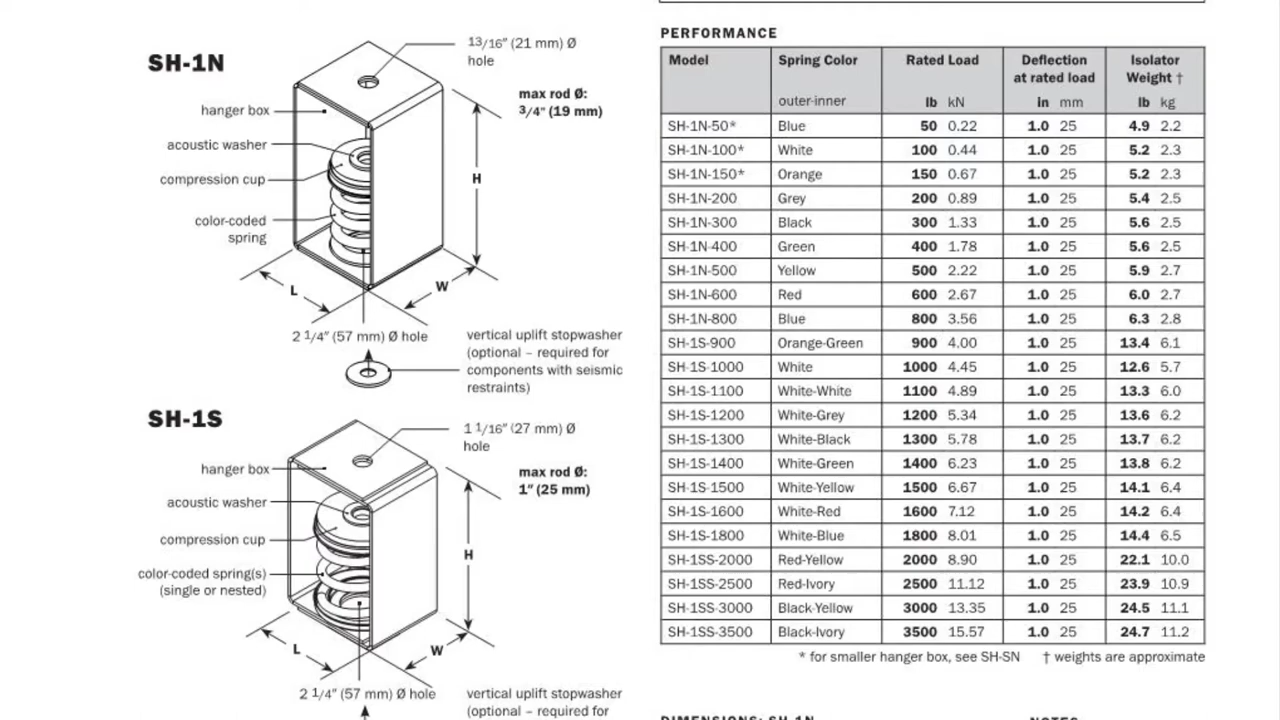 SH-1N
13/16" (21 mm) Ø
hole
max rod Ø:
3/4" (19 mm)
hanger box
acoustic washer
compression cup
color-coded
spring
H
L
W
2 1/4" (57 mm) Ø hole
vertical uplift stopwasher
(optional – required for
components with seismic
restraints)
SH-1S
1 1/16" (27 mm) Ø
hole
max rod Ø:
1" (25 mm)
hanger box
acoustic washer
compression cup
color-coded spring(s)
(single or nested)
H
L
W
2 1/4" (57 mm) Ø hole
vertical uplift stopwasher
(optional – required for
PERFORMANCE
Model Spring Color Rated Load Deflection Isolator
at rated load Weight †
outer-inner lb kN in mm lb kg
SH-1N-50* Blue 50 0.22 1.0 25 4.9 2.2
SH-1N-100* White 100 0.44 1.0 25 5.2 2.3
SH-1N-150* Orange 150 0.67 1.0 25 5.2 2.3
SH-1N-200 Grey 200 0.89 1.0 25 5.4 2.5
SH-1N-300 Black 300 1.33 1.0 25 5.6 2.5
SH-1N-400 Green 400 1.78 1.0 25 5.6 2.5
SH-1N-500 Yellow 500 2.22 1.0 25 5.9 2.7
SH-1N-600 Red 600 2.67 1.0 25 6.0 2.7
SH-1N-800 Blue 800 3.56 1.0 25 6.3 2.8
SH-1S-900 Orange-Green 900 4.00 1.0 25 13.4 6.1
SH-1S-1000 White 1000 4.45 1.0 25 12.6 5.7
SH-1S-1100 White-White 1100 4.89 1.0 25 13.3 6.0
SH-1S-1200 White-Grey 1200 5.34 1.0 25 13.6 6.2
SH-1S-1300 White-Black 1300 5.78 1.0 25 13.7 6.2
SH-1S-1400 White-Green 1400 6.23 1.0 25 13.8 6.2
SH-1S-1500 White-Yellow 1500 6.67 1.0 25 14.1 6.4
SH-1S-1600 White-Red 1600 7.12 1.0 25 14.2 6.4
SH-1S-1800 White-Blue 1800 8.01 1.0 25 14.4 6.5
SH-1SS-2000 Red-Yellow 2000 8.90 1.0 25 22.1 10.0
SH-1SS-2500 Red-Ivory 2500 11.12 1.0 25 23.9 10.9
SH-1SS-3000 Black-Yellow 3000 13.35 1.0 25 24.5 11.1
SH-1SS-3500 Black-Ivory 3500 15.57 1.0 25 24.7 11.2
* for smaller hanger box, see SH-SN † weights are approximate
DIMENSIONS: SH-1N NOTES